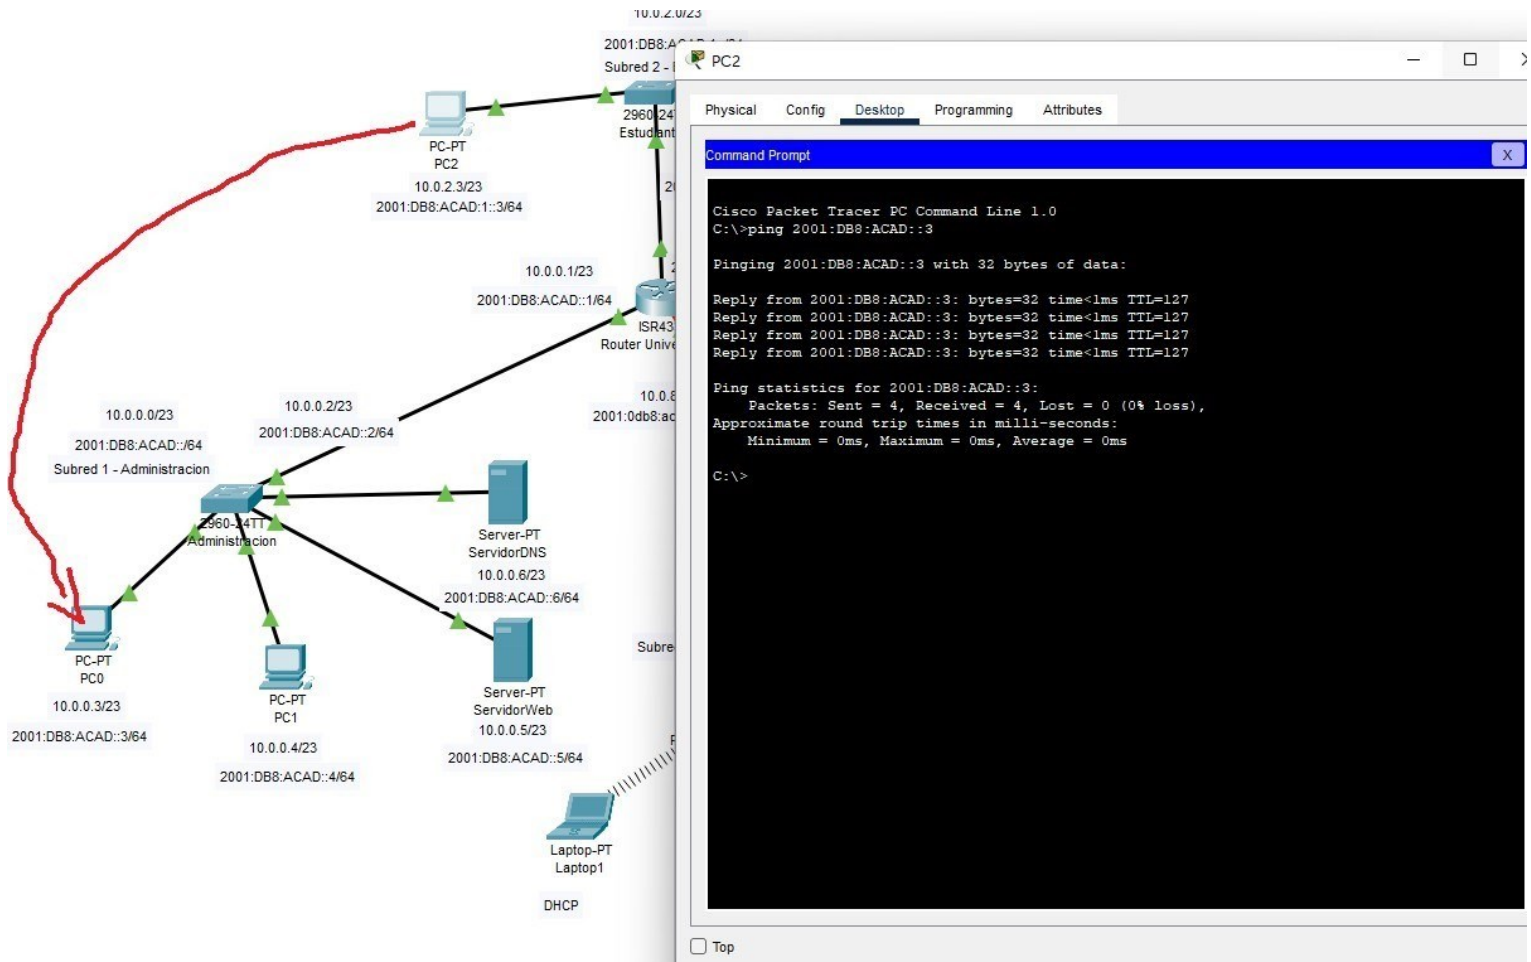 10.0.2.0/23
Subred 2 -
PC-PT
PC2
10.0.2.3/23
2001:DB8:ACAD:1::3/64
10.0.0.1/23
2001:DB8:ACAD::1/64
10.0.0.0/23
2001:DB8:ACAD::/64
Subred 1 - Administracion
10.0.0.2/23
2001:DB8:ACAD::2/64
2960-24TT
Administracion
Server-PT
ServidorDNS
10.0.0.6/23
2001:DB8:ACAD::6/64
PC-PT
PC0
10.0.0.3/23
2001:DB8:ACAD::3/64
PC-PT
PC1
10.0.0.4/23
2001:DB8:ACAD::4/64
Server-PT
ServidorWeb
10.0.0.5/23
2001:DB8:ACAD::5/64
Laptop-PT
Laptop1
DHCP
PC2
Physical Config Desktop Programming Attributes
Command Prompt
X
Cisco Packet Tracer PC Command Line 1.0
C:\>ping 2001:DB8:ACAD::3
Pinging 2001:DB8:ACAD::3 with 32 bytes of data:
Reply from 2001:DB8:ACAD::3: bytes=32 time<1ms TTL=127
Reply from 2001:DB8:ACAD::3: bytes=32 time<1ms TTL=127
Reply from 2001:DB8:ACAD::3: bytes=32 time<1ms TTL=127
Reply from 2001:DB8:ACAD::3: bytes=32 time<1ms TTL=127
Ping statistics for 2001:DB8:ACAD::3:
Packets: Sent = 4, Received = 4, Lost = 0 (0% loss),
Approximate round trip times in milli-seconds:
Minimum = 0ms, Maximum = 0ms, Average = 0ms
C:\>
Top